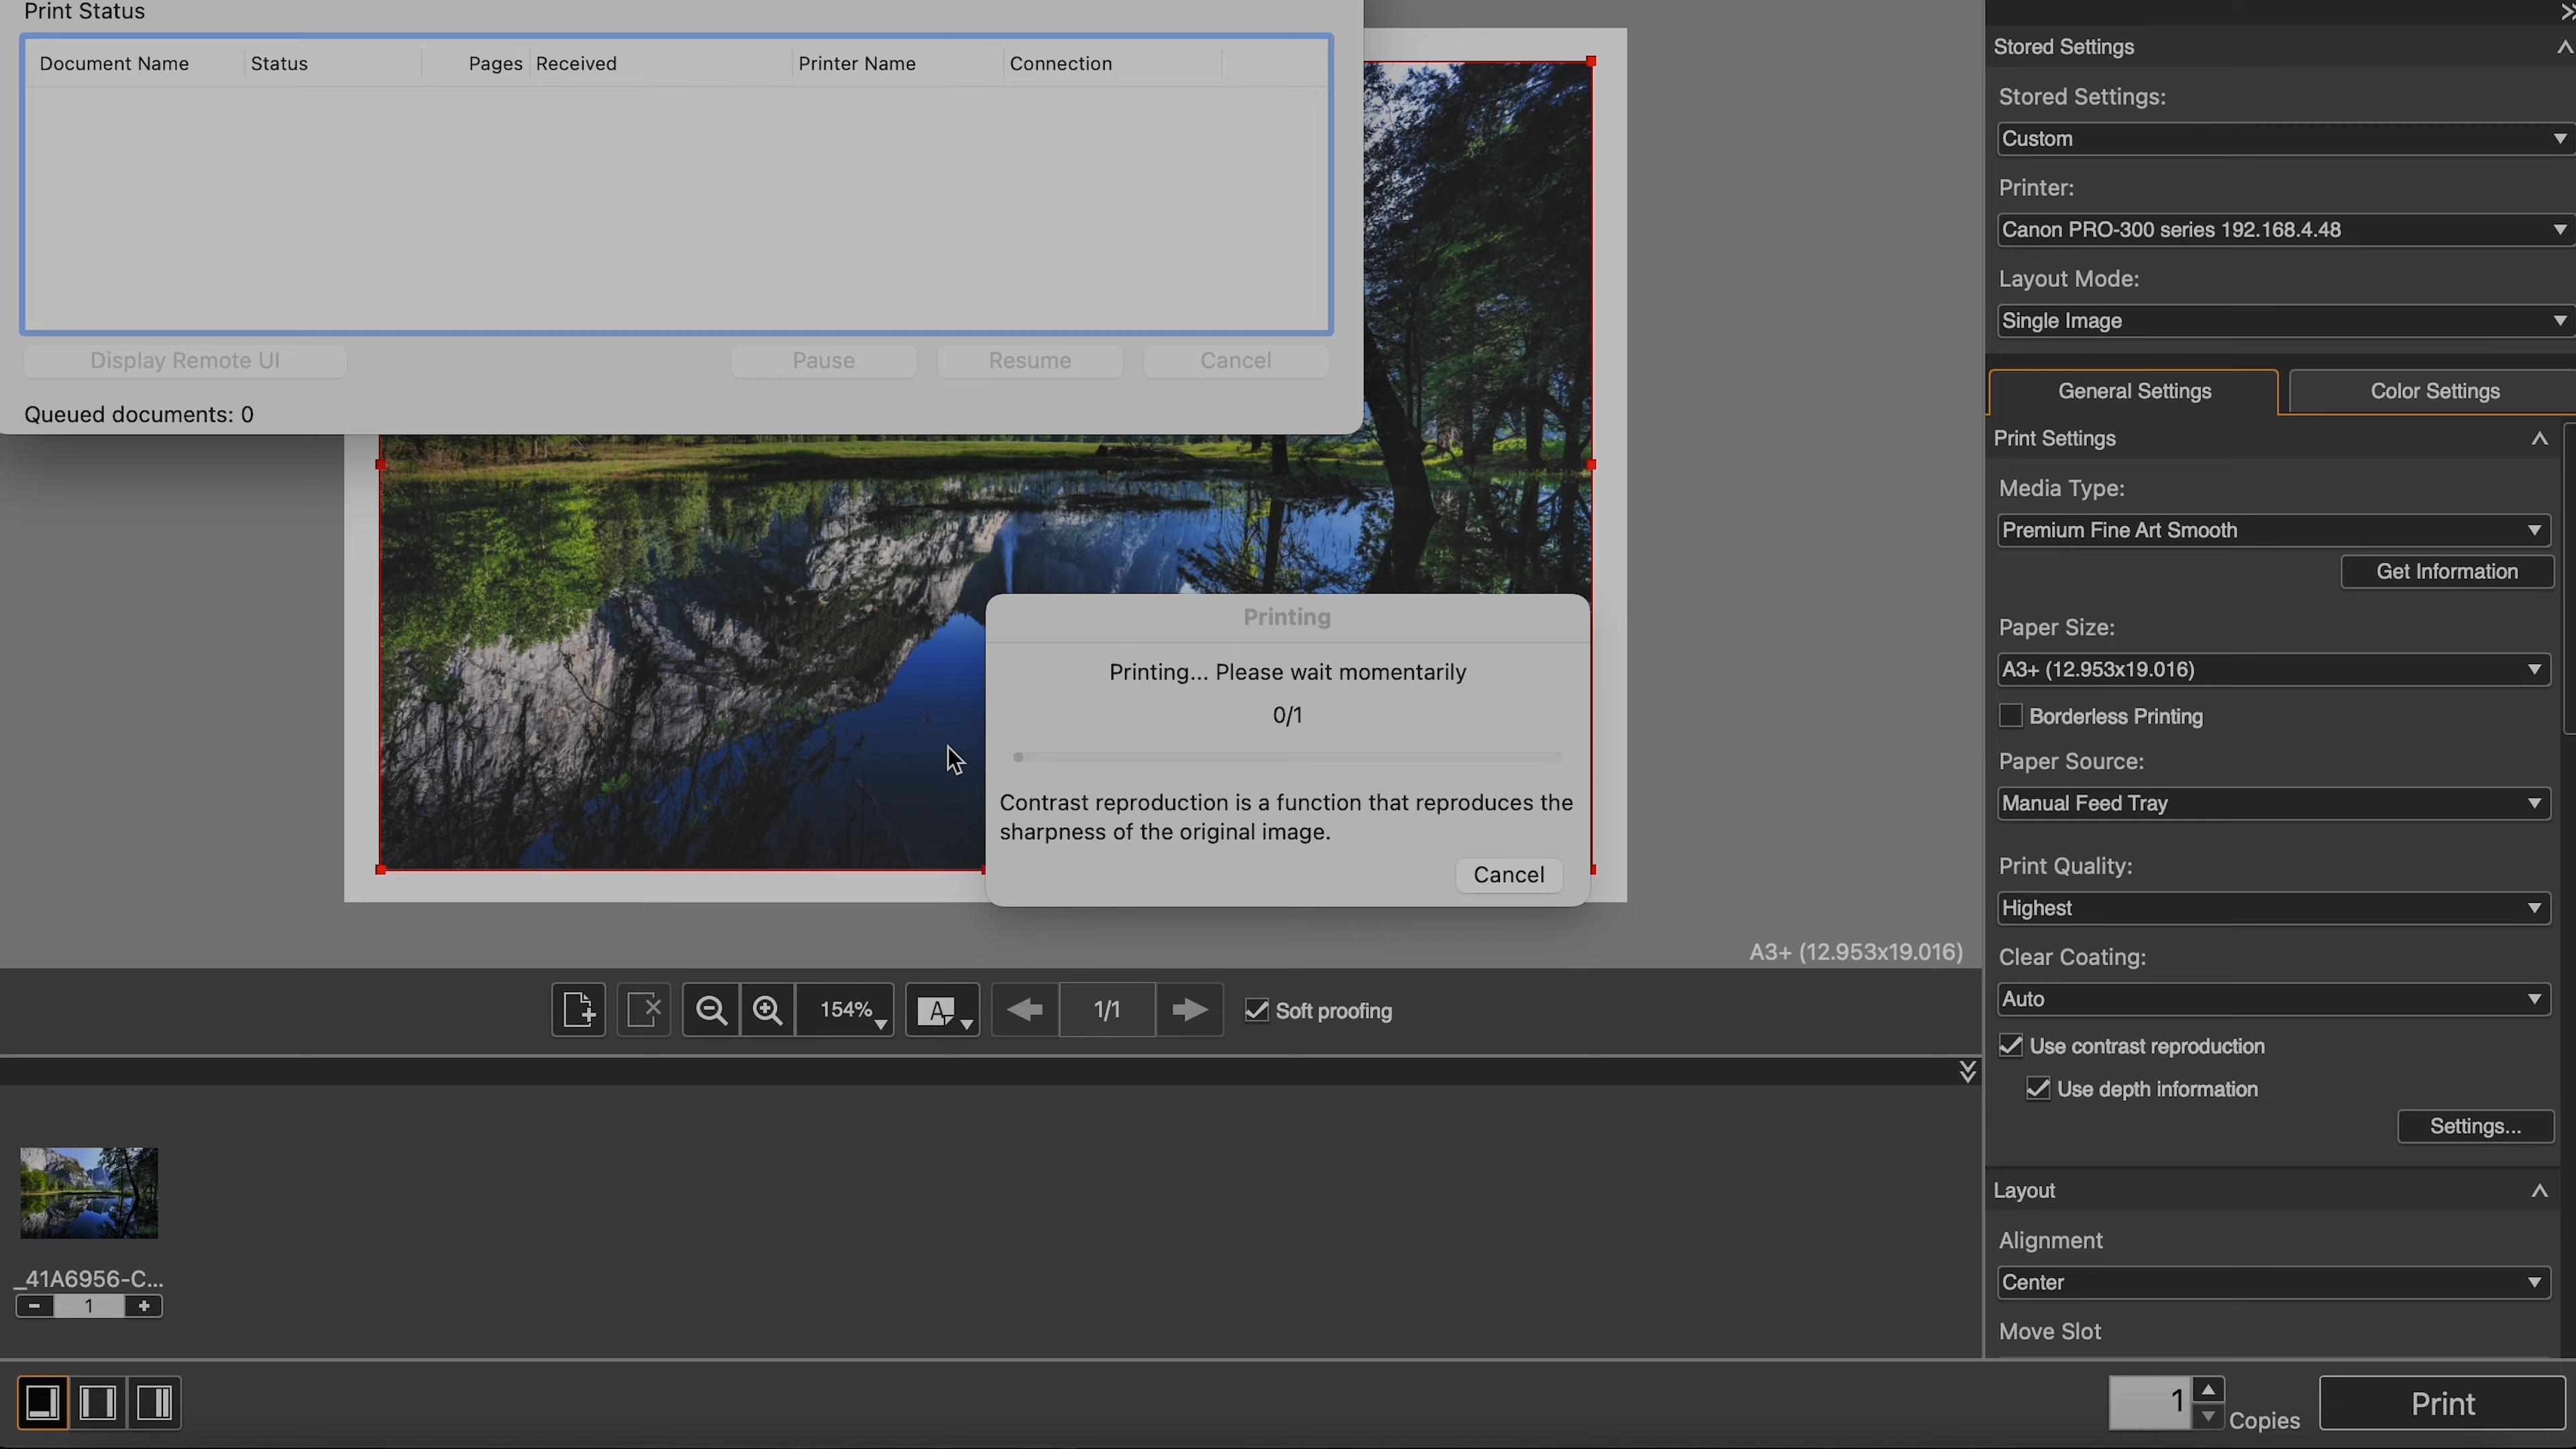 Print Status
Document Name Status Pages Received Printer Name Connection
Display Remote UI Pause Resume Cancel
Queued documents: 0
Printing
Printing... Please wait momentarily
0/1
Contrast reproduction is a function that reproduces the
sharpness of the original image.
Cancel
A3+ (12.953x19.016)
154% A 1/1 Soft proofing
_41A6956-C...
- 1 +
Stored Settings
Stored Settings:
Custom
Printer:
Canon PRO-300 series 192.168.4.48
Layout Mode:
Single Image
General Settings Color Settings
Print Settings
Media Type:
Premium Fine Art Smooth
Get Information
Paper Size:
A3+ (12.953x19.016)
Borderless Printing
Paper Source:
Manual Feed Tray
Print Quality:
Highest
Clear Coating:
Auto
Use contrast reproduction
Use depth information
Settings...
Layout
Alignment
Center
Move Slot
1 Copies Print